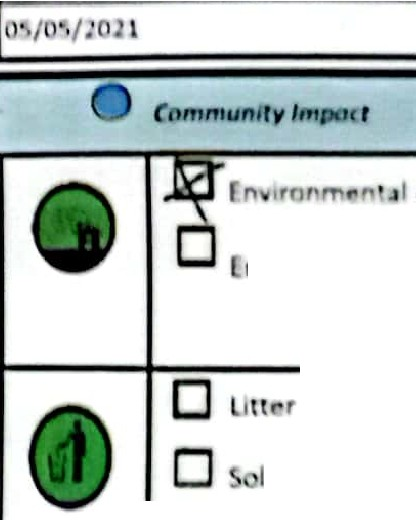 05/05/2021
Community Impact
Environmental
Litter